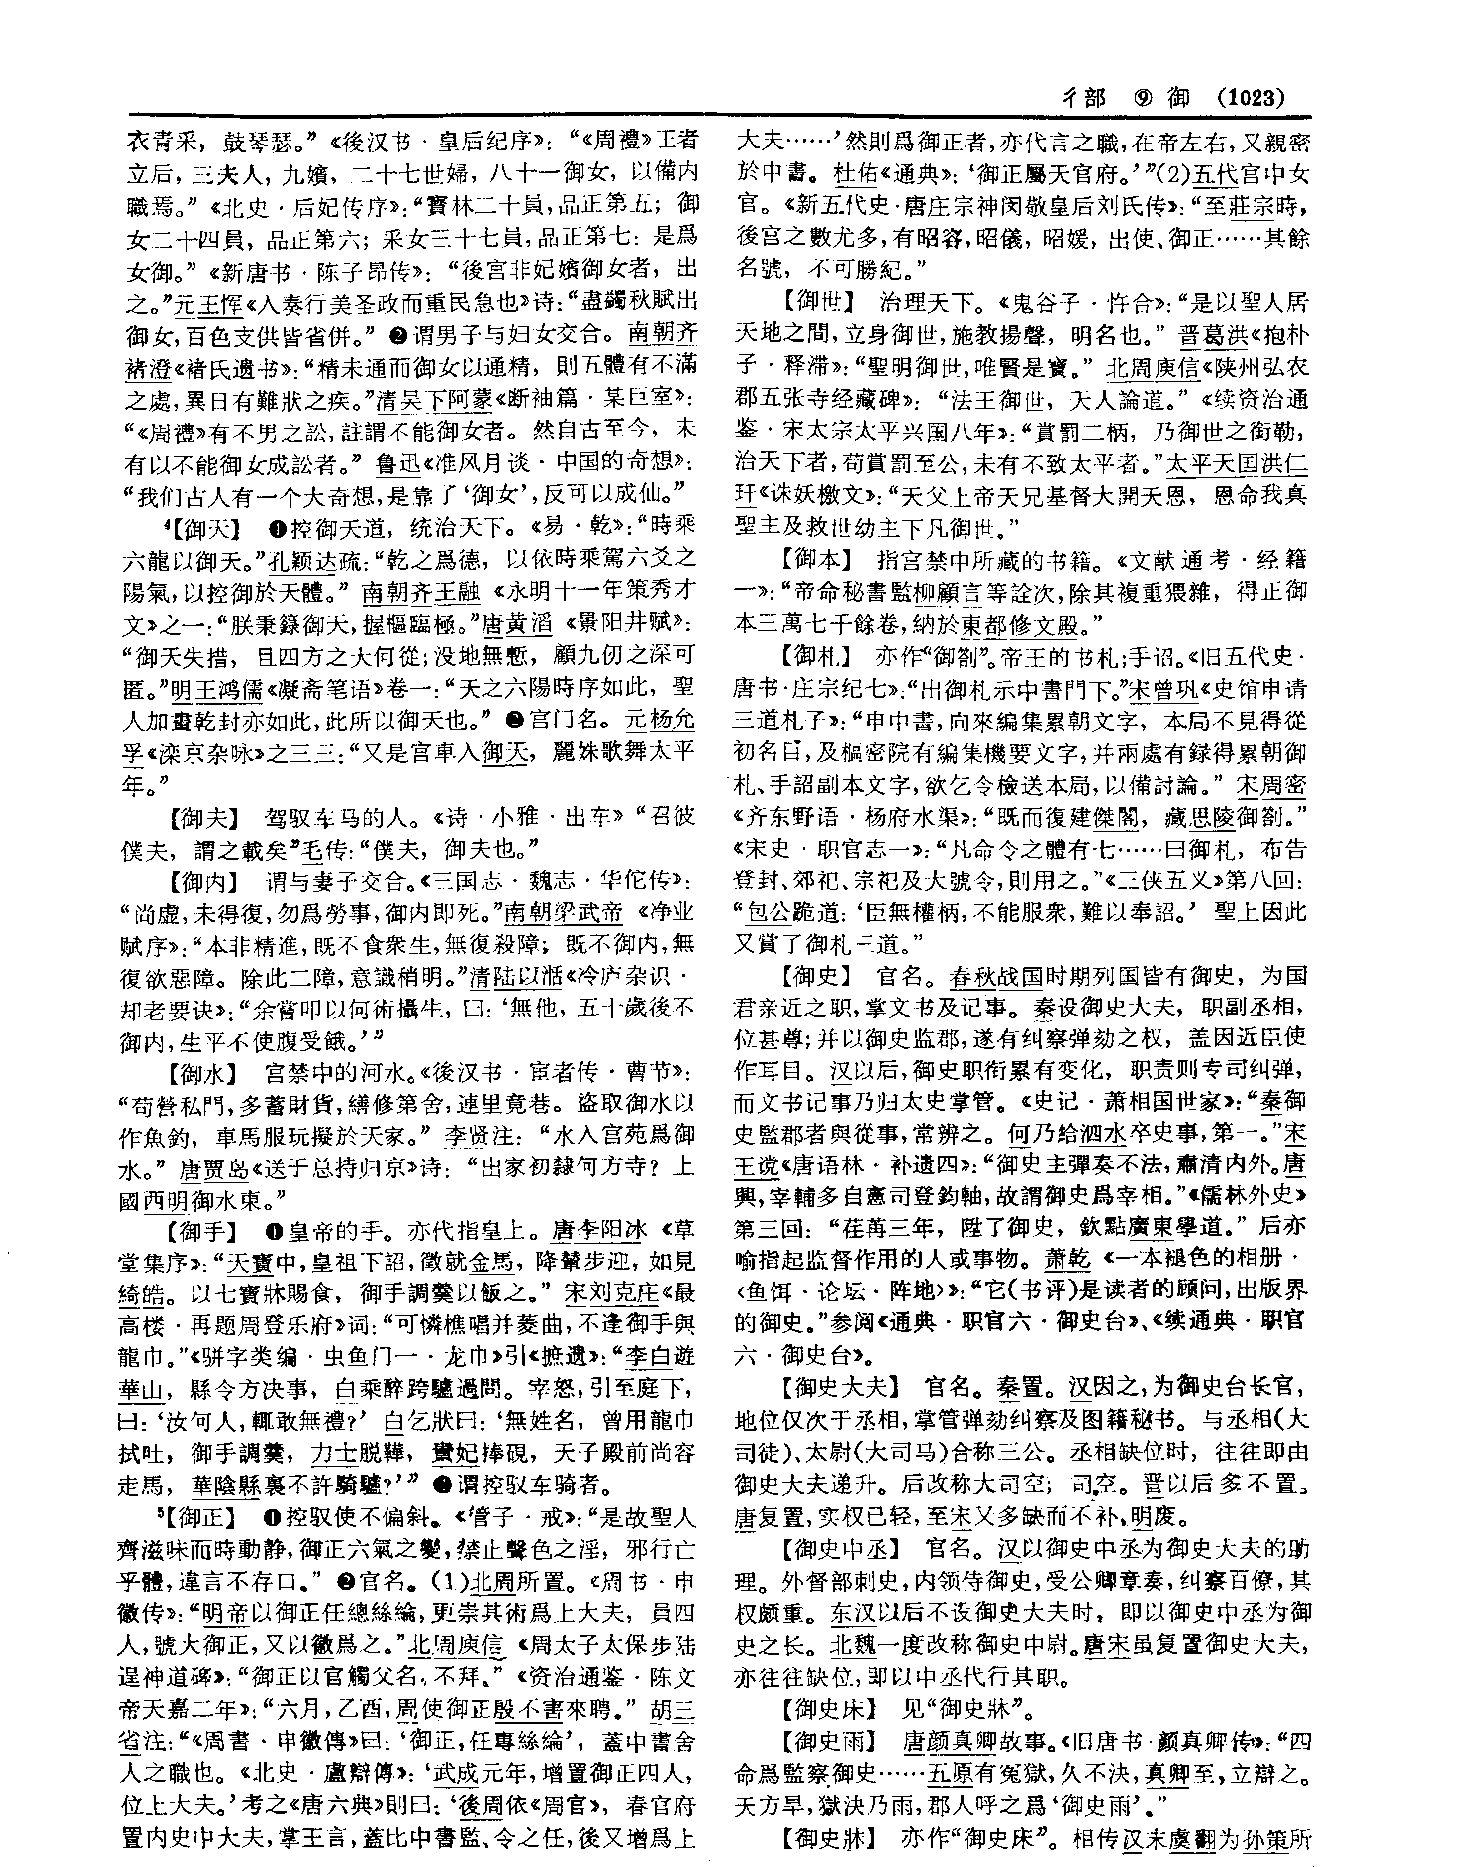 彳部 ⑨ 御 (1023)
衣青采，鼓琴瑟。”《後汉书·皇后纪序》：“《周禮》王者
立后，三夫人，九嬪，二十七世婦，八十一御女，以備内
職焉。”《北史·后妃传序》：“寶林二十員，品正第五；御
女二十四員，品正第六；采女三十七員，品正第七：是爲
女御。”《新唐书·陈子昂传》：“後宫非妃嬪御女者，出
之。”元王恽《入奏行美圣政而重民急也》诗：“盡蠲秋賦出
御女，百色支供皆省併。”❷谓男子与妇女交合。南朝齐
褚澄《褚氏遗书》：“精未通而御女以通精，則五體有不滿
之處，異日有難狀之疾。”清吴下阿蒙《断袖篇·某巨室》：
“《周禮》有不男之訟，註謂不能御女者。然自古至今，未
有以不能御女成訟者。”鲁迅《准风月谈·中国的奇想》：
“我们古人有一个大奇想，是靠了‘御女’，反可以成仙。”
⁴【御天】 ❶控御天道，统治天下。《易·乾》：“時乘
六龍以御天。”孔颖达疏：“乾之爲德，以依時乘駕六爻之
陽氣，以控御於天體。”南朝齐王融《永明十一年策秀才
文》之一：“朕秉籙御天，握樞臨極。”唐黄滔《景阳井赋》：
“御天失措，且四方之大何從；没地無慙，顧九仞之深可
匿。”明王鸿儒《凝斋笔语》卷一：“天之六陽時序如此，聖
人加畫乾封亦如此，此所以御天也。”❷宫门名。元杨允
孚《滦京杂咏》之三三：“又是宫車入御天，麗姝歌舞太平
年。”
【御夫】 驾驭车马的人。《诗·小雅·出车》“召彼
僕夫，謂之載矣”毛传：“僕夫，御夫也。”
【御内】 谓与妻子交合。《三国志·魏志·华佗传》：
“尚虚，未得復，勿爲勞事，御内即死。”南朝梁武帝《净业
赋序》：“本非精進，既不食衆生，無復殺障；既不御内，無
復欲惡障。除此二障，意識稍明。”清陆以湉《冷庐杂识·
却老要诀》：“余嘗叩以何術攝生，曰：‘無他，五十歲後不
御内，生平不使腹受餓。’”
【御水】 宫禁中的河水。《後汉书·宦者传·曹节》：
“苟營私門，多蓄財貨，繕修第舍，連里竟巷。盗取御水以
作魚釣，車馬服玩擬於天家。”李贤注：“水入宫苑爲御
水。”唐贾岛《送于总持归京》诗：“出家初隸何方寺？上
國西明御水東。”
【御手】 ❶皇帝的手。亦代指皇上。唐李阳冰《草
堂集序》：“天寶中，皇祖下詔，徵就金馬，降輦步迎，如見
綺皓。以七寶牀賜食，御手調羹以飯之。”宋刘克庄《最
高楼·再题周登乐府》词：“可憐樵唱并菱曲，不逢御手與
龍巾。”《骈字类编·虫鱼门一·龙巾》引《摭遗》：“李白遊
華山，縣令方决事，白乘醉跨驢過問。宰怒，引至庭下，
曰：‘汝何人，輒敢無禮？’白乞狀曰：‘無姓名，曾用龍巾
拭吐，御手調羹，力士脱鞾，貴妃捧硯，天子殿前尚容
走馬，華陰縣裏不許騎驢？’”❷谓控驭车骑者。
⁵【御正】 ❶控驭使不偏斜。《管子·戒》：“是故聖人
齊滋味而時動静，御正六氣之變，禁止聲色之淫，邪行亡
乎體，違言不存口。”❷官名。(1)北周所置。《周书·申
徽传》：“明帝以御正任總絲綸，更崇其術爲上大夫，員四
人，號大御正，又以徽爲之。”北周庾信《周太子太保步陆
逞神道碑》：“御正以官觸父名，不拜。”《资治通鉴·陈文
帝天嘉二年》：“六月，乙酉，周使御正殷不害來聘。”胡三
省注：“《周書·申徽傳》曰：‘御正，任專絲綸’，蓋中書舍
人之職也。《北史·盧辯傳》：‘武成元年，增置御正四人，
位上大夫。’考之《唐六典》則曰：‘後周依《周官》，春官府
置内史中大夫，掌王言，蓋比中書監、令之任，後又增爲上
大夫……’然則爲御正者，亦代言之職，在帝左右，又親密
於中書。杜佑《通典》：‘御正屬天官府。’”(2)五代宫中女
官。《新五代史·唐庄宗神闵敬皇后刘氏传》：“至莊宗時，
後宫之數尤多，有昭容，昭儀，昭媛，出使、御正……其餘
名號，不可勝紀。”
【御世】 治理天下。《鬼谷子·忤合》：“是以聖人居
天地之間，立身御世，施教揚聲，明名也。”晋葛洪《抱朴
子·释滞》：“聖明御世，唯賢是寶。”北周庾信《陕州弘农
郡五张寺经藏碑》：“法王御世，天人論道。”《续资治通
鉴·宋太宗太平兴国八年》：“賞罰二柄，乃御世之銜勒，
治天下者，苟賞罰至公，未有不致太平者。”太平天国洪仁
玕《诛妖檄文》：“天父上帝天兄基督大開天恩，恩命我真
聖主及救世幼主下凡御世。”
【御本】 指宫禁中所藏的书籍。《文献通考·经籍
一》：“帝命秘書監柳顧言等詮次，除其複重猥雜，得正御
本三萬七千餘卷，納於東都修文殿。”
【御札】 亦作“御劄”。帝王的书札；手诏。《旧五代史·
唐书·庄宗纪七》：“出御札示中書門下。”宋曾巩《史馆申请
三道札子》：“申中書，向來編集累朝文字，本局不見得從
初名目，及樞密院有編集機要文字，并兩處有録得累朝御
札、手詔副本文字，欲乞令檢送本局，以備討論。”宋周密
《齐东野语·杨府水渠》：“既而復建傑閣，藏思陵御劄。”
《宋史·职官志一》：“凡命令之體有七……曰御札，布告
登封、郊祀、宗祀及大號令，則用之。”《三侠五义》第八回：
“包公跪道：‘臣無權柄，不能服衆，難以奉詔。’聖上因此
又賞了御札三道。”
【御史】 官名。春秋战国时期列国皆有御史，为国
君亲近之职，掌文书及记事。秦设御史大夫，职副丞相，
位甚尊；并以御史监郡，遂有纠察弹劾之权，盖因近臣使
作耳目。汉以后，御史职衔累有变化，职责则专司纠弹，
而文书记事乃归太史掌管。《史记·萧相国世家》：“秦御
史監郡者與從事，常辨之。何乃給泗水卒史事，第一。”宋
王谠《唐语林·补遗四》：“御史主彈奏不法，肅清内外。唐
興，宰輔多自憲司登鈞軸，故謂御史爲宰相。”《儒林外史》
第三回：“荏苒三年，陞了御史，欽點廣東學道。”后亦
喻指起监督作用的人或事物。萧乾《一本褪色的相册·
〈鱼饵·论坛·阵地〉》：“它(书评)是读者的顾问，出版界
的御史。”参阅《通典·职官六·御史台》、《续通典·职官
六·御史台》。
【御史大夫】 官名。秦置。汉因之，为御史台长官，
地位仅次于丞相，掌管弹劾纠察及图籍秘书。与丞相(大
司徒)、太尉(大司马)合称三公。丞相缺位时，往往即由
御史大夫递升。后改称大司空；司空。晋以后多不置。
唐复置，实权已轻，至宋又多缺而不补，明废。
【御史中丞】 官名。汉以御史中丞为御史大夫的助
理。外督部刺史，内领侍御史，受公卿章奏，纠察百僚，其
权颇重。东汉以后不设御史大夫时，即以御史中丞为御
史之长。北魏一度改称御史中尉。唐宋虽复置御史大夫，
亦往往缺位，即以中丞代行其职。
【御史床】 见“御史牀”。
【御史雨】 唐颜真卿故事。《旧唐书·颜真卿传》：“四
命爲監察御史……五原有冤獄，久不決，真卿至，立辯之。
天方旱，獄決乃雨，郡人呼之爲‘御史雨’。”
【御史牀】 亦作“御史床”。相传汉末虞翻为孙策所